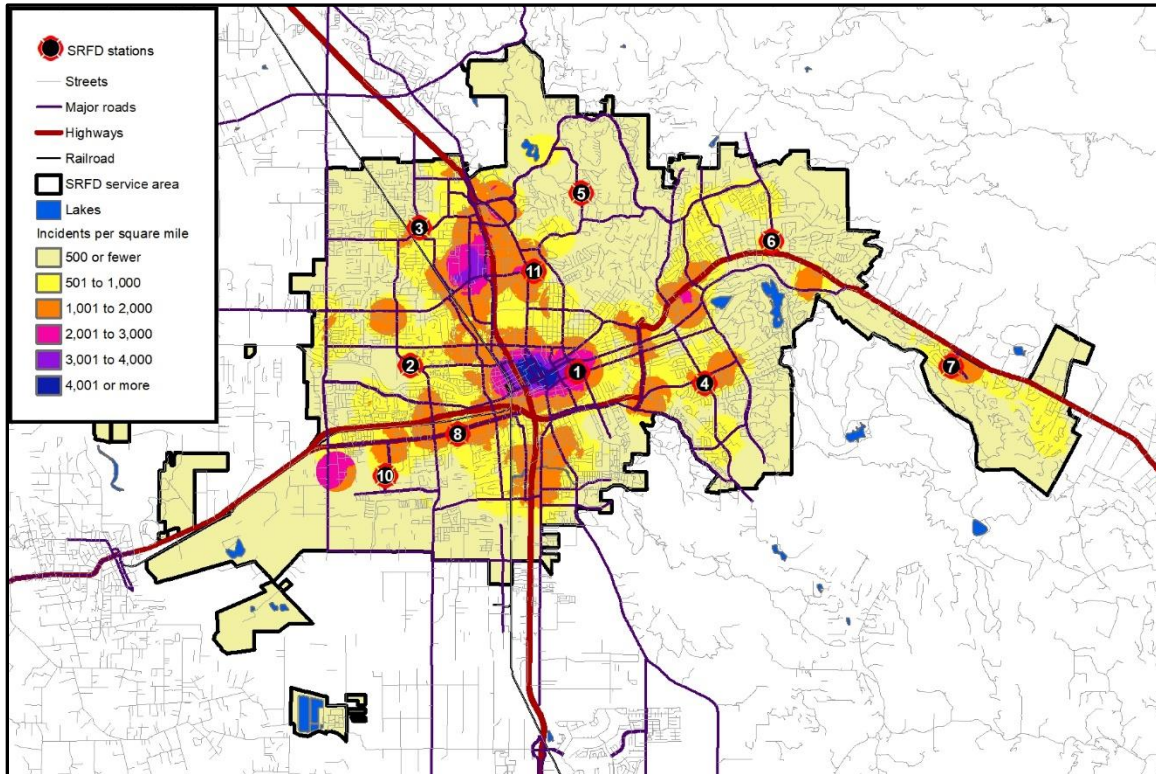 SRFD stations
Streets
Major roads
Highways
Railroad
SRFD service area
Lakes
Incidents per square mile
500 or fewer
501 to 1,000
1,001 to 2,000
2,001 to 3,000
3,001 to 4,000
4,001 or more
5
3
6
11
2
1
7
4
8
10